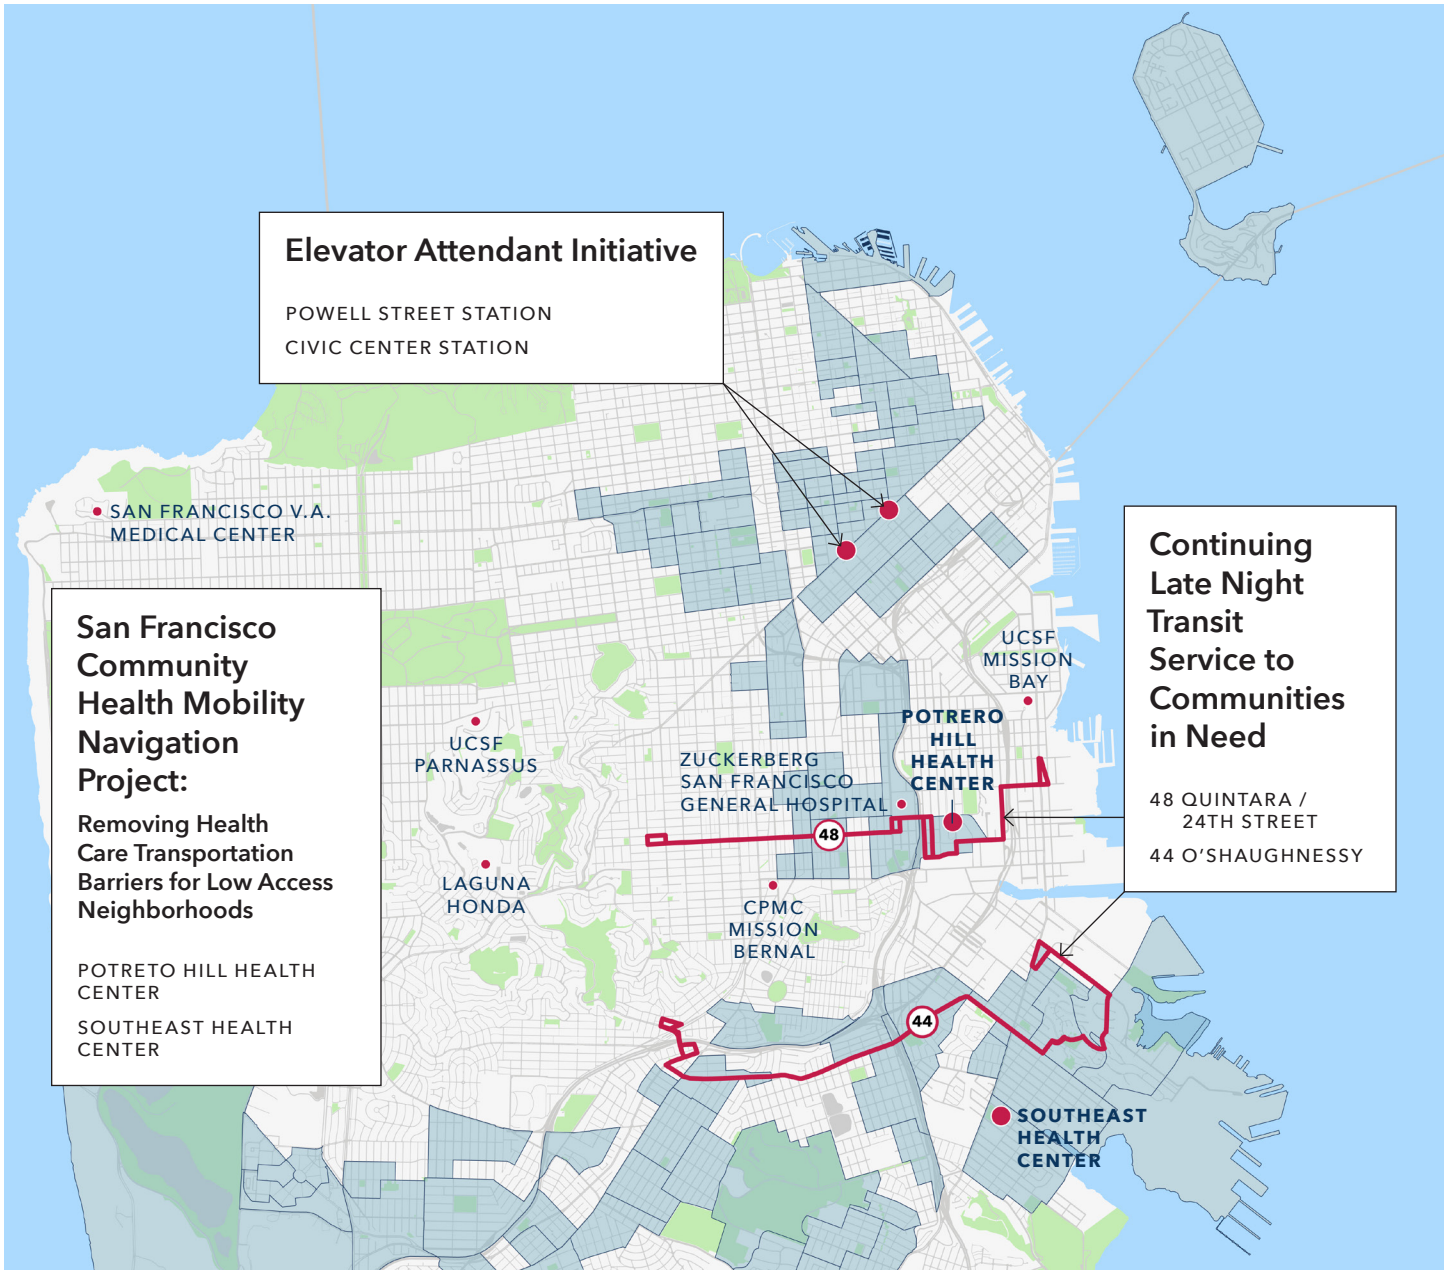 Elevator Attendant Initiative
POWELL STREET STATION
CIVIC CENTER STATION
SAN FRANCISCO V.A.
MEDICAL CENTER
San Francisco
Community
Health Mobility
Navigation
Project:
Removing Health
Care Transportation
Barriers for Low Access
Neighborhoods
POTRETO HILL HEALTH
CENTER
SOUTHEAST HEALTH
CENTER
Continuing
Late Night
Transit
Service to
Communities
in Need
48 QUINTARA /
24TH STREET
44 O'SHAUGHNESSY
UCSF
MISSION
BAY
UCSF
PARNASSUS
POTRERO
HILL
HEALTH
CENTER
ZUCKERBERG
SAN FRANCISCO
GENERAL HOSPITAL
48
LAGUNA
HONDA
CPMC
MISSION
BERNAL
44
SOUTHEAST
HEALTH
CENTER